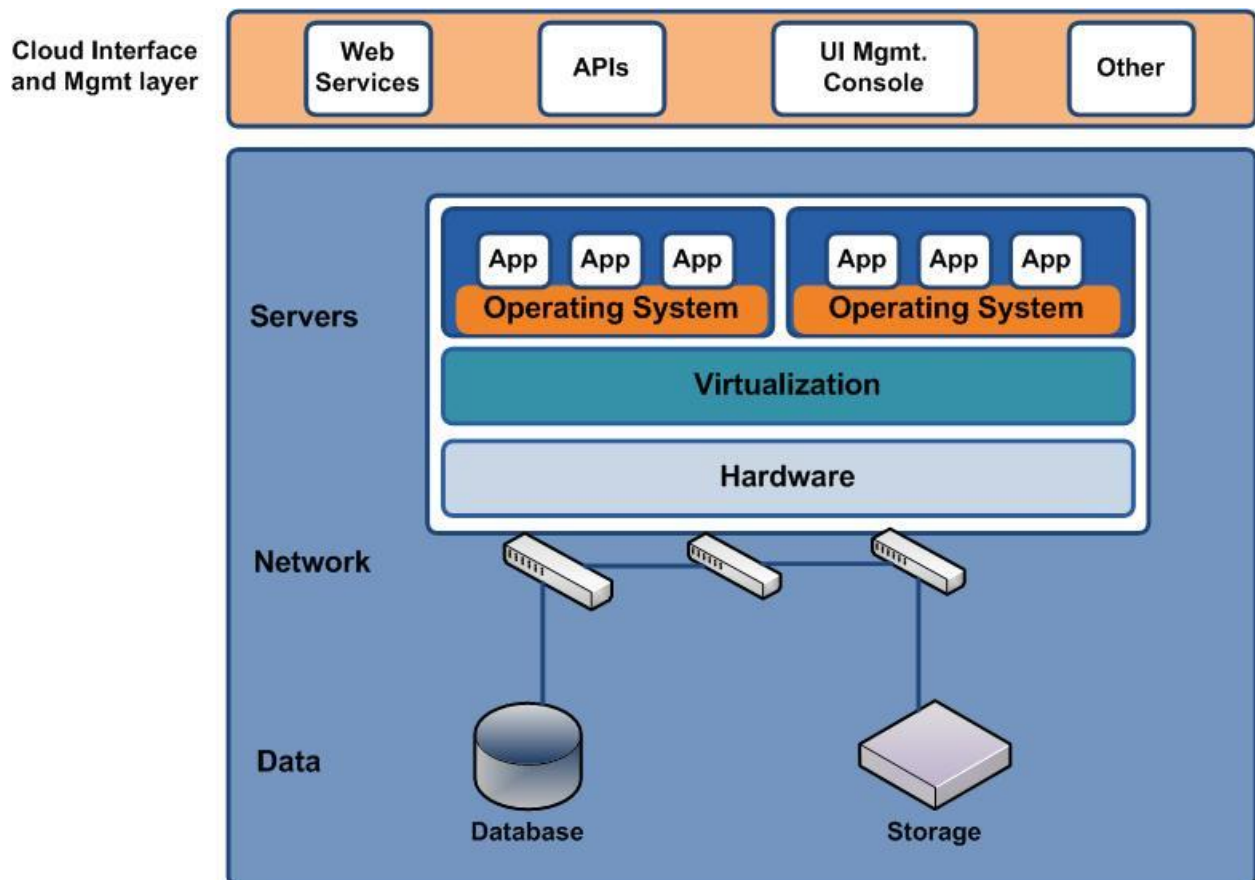 Cloud Interface
and Mgmt layer
Web
Services
APIs
UI Mgmt.
Console
Other
Servers
App App App
Operating System
App App App
Operating System
Virtualization
Hardware
Network
Data
Database
Storage